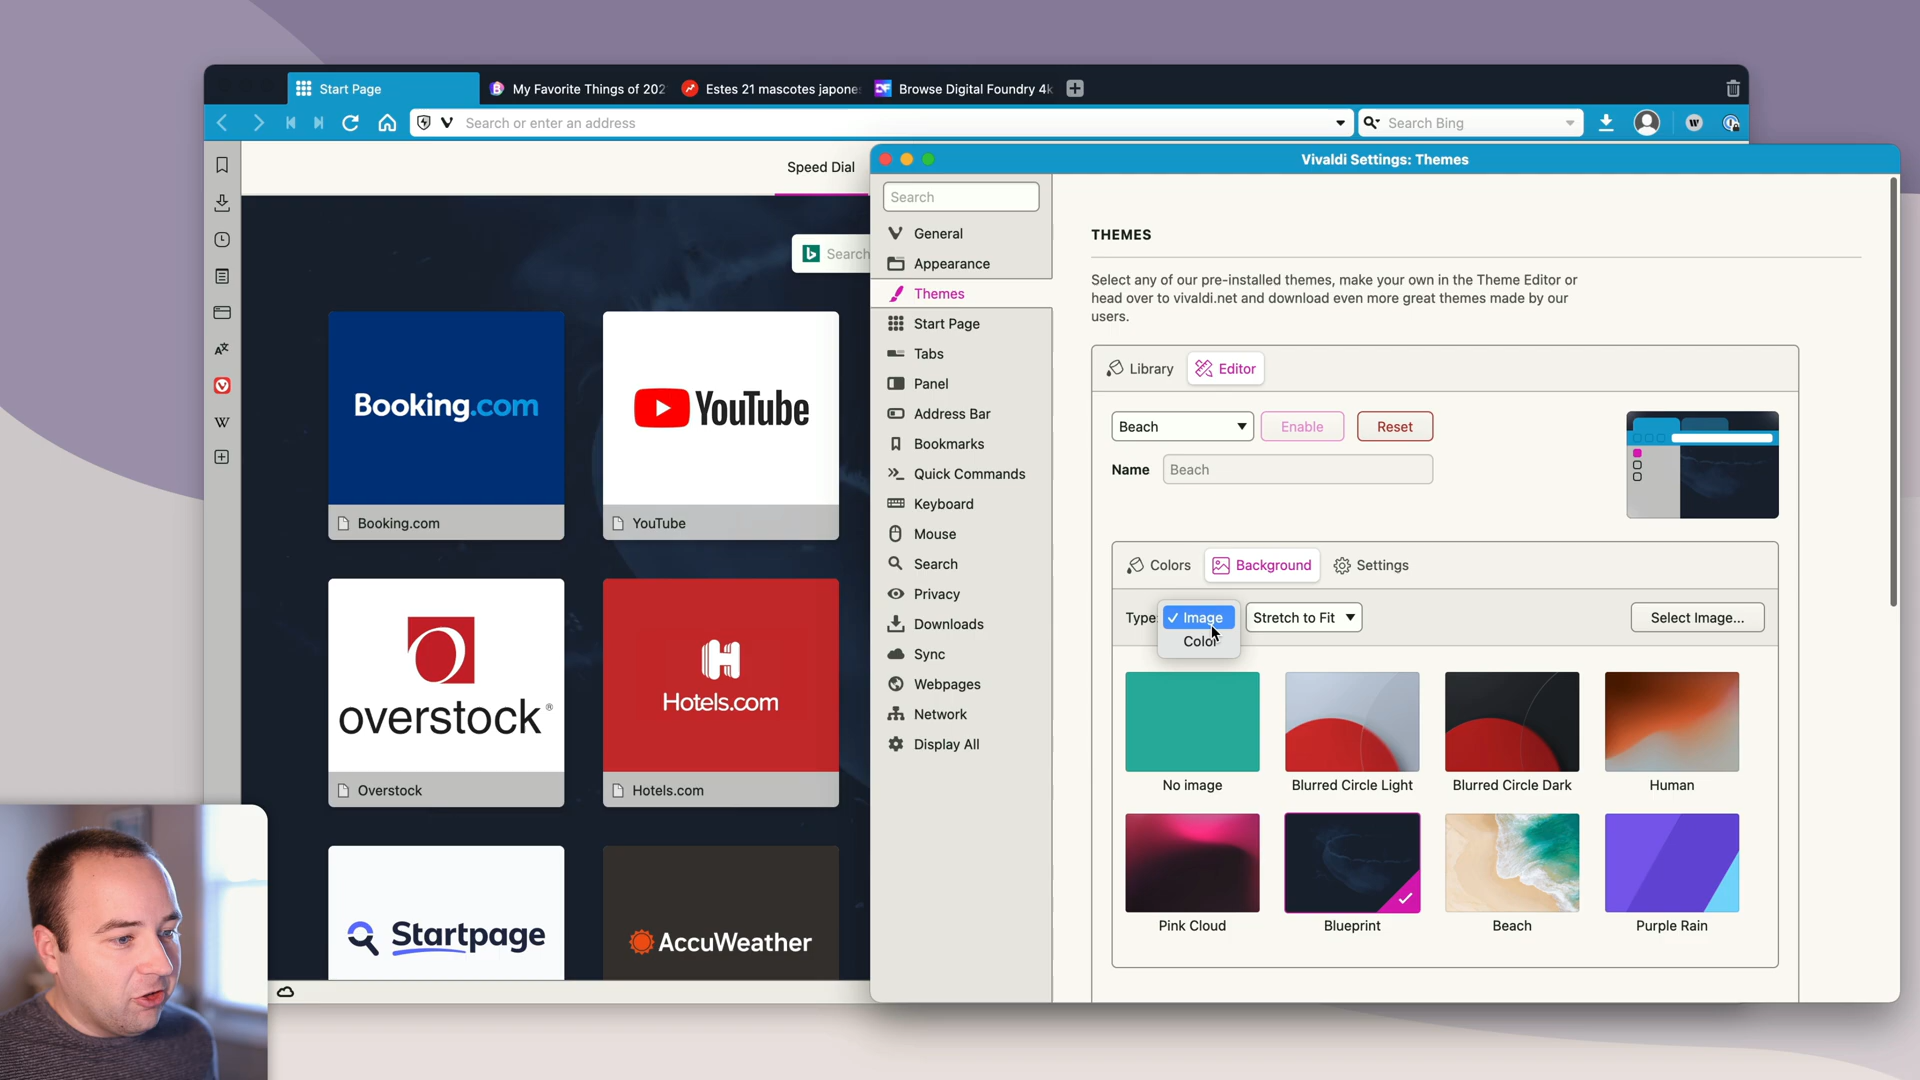 Start Page
My Favorite Things of 202
Estes 21 mascotes japone
Browse Digital Foundry 4k
Search or enter an address
Search Bing
Speed Dial
Search
Booking.com
Booking.com
YouTube
YouTube
overstock®
Overstock
Hotels.com
Hotels.com
Startpage
AccuWeather
Vivaldi Settings: Themes
Search
General
Appearance
Themes
Start Page
Tabs
Panel
Address Bar
Bookmarks
Quick Commands
Keyboard
Mouse
Search
Privacy
Downloads
Sync
Webpages
Network
Display All
THEMES
Select any of our pre-installed themes, make your own in the Theme Editor or
head over to vivaldi.net and download even more great themes made by our
users.
Library
Editor
Beach
Enable
Reset
Name
Beach
Colors
Background
Settings
Type
Image
Color
Stretch to Fit
Select Image...
No image
Blurred Circle Light
Blurred Circle Dark
Human
Pink Cloud
Blueprint
Beach
Purple Rain